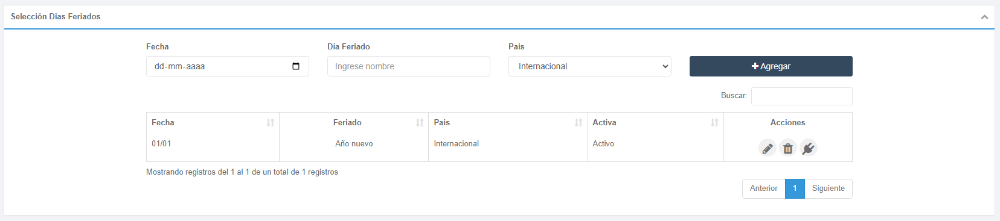 Selección Dias Feriados
Fecha Día Feriado Pais
dd-mm-aaaa Ingrese nombre Internacional + Agregar
Buscar:
Fecha Feriado Pais Activa Acciones
01/01 Año nuevo Internacional Activo
Mostrando registros del 1 al 1 de un total de 1 registros
Anterior 1 Siguiente